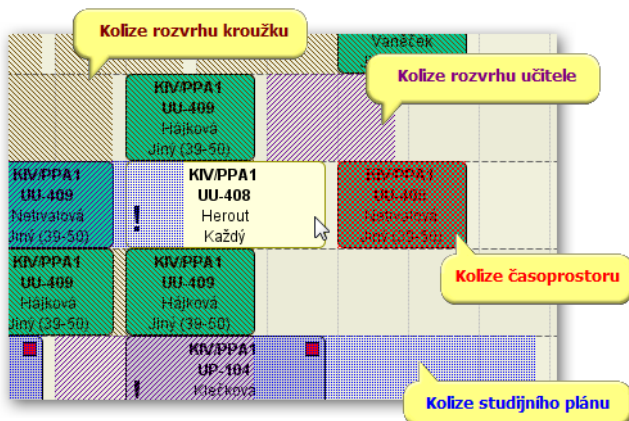 Kolize rozvrhu kroužku
Vaněček
Kolize rozvrhu učitele
KIV/PPA1
UU-409
Hájková
Jiný (39-50)
KIV/PPA1
UU-409
Netrvalová
Jiný (39-50)
!
KIV/PPA1
UU-408
Herout
Každý
KIV/PPA1
UU-408
Netrvalová
Jiný (39-50)
Kolize časoprostoru
KIV/PPA1
UU-409
Hájková
Jiný (39-50)
KIV/PPA1
UU-409
Hájková
Jiný (39-50)
!
KIV/PPA1
UP-104
Klečková
Kolize studijního plánu